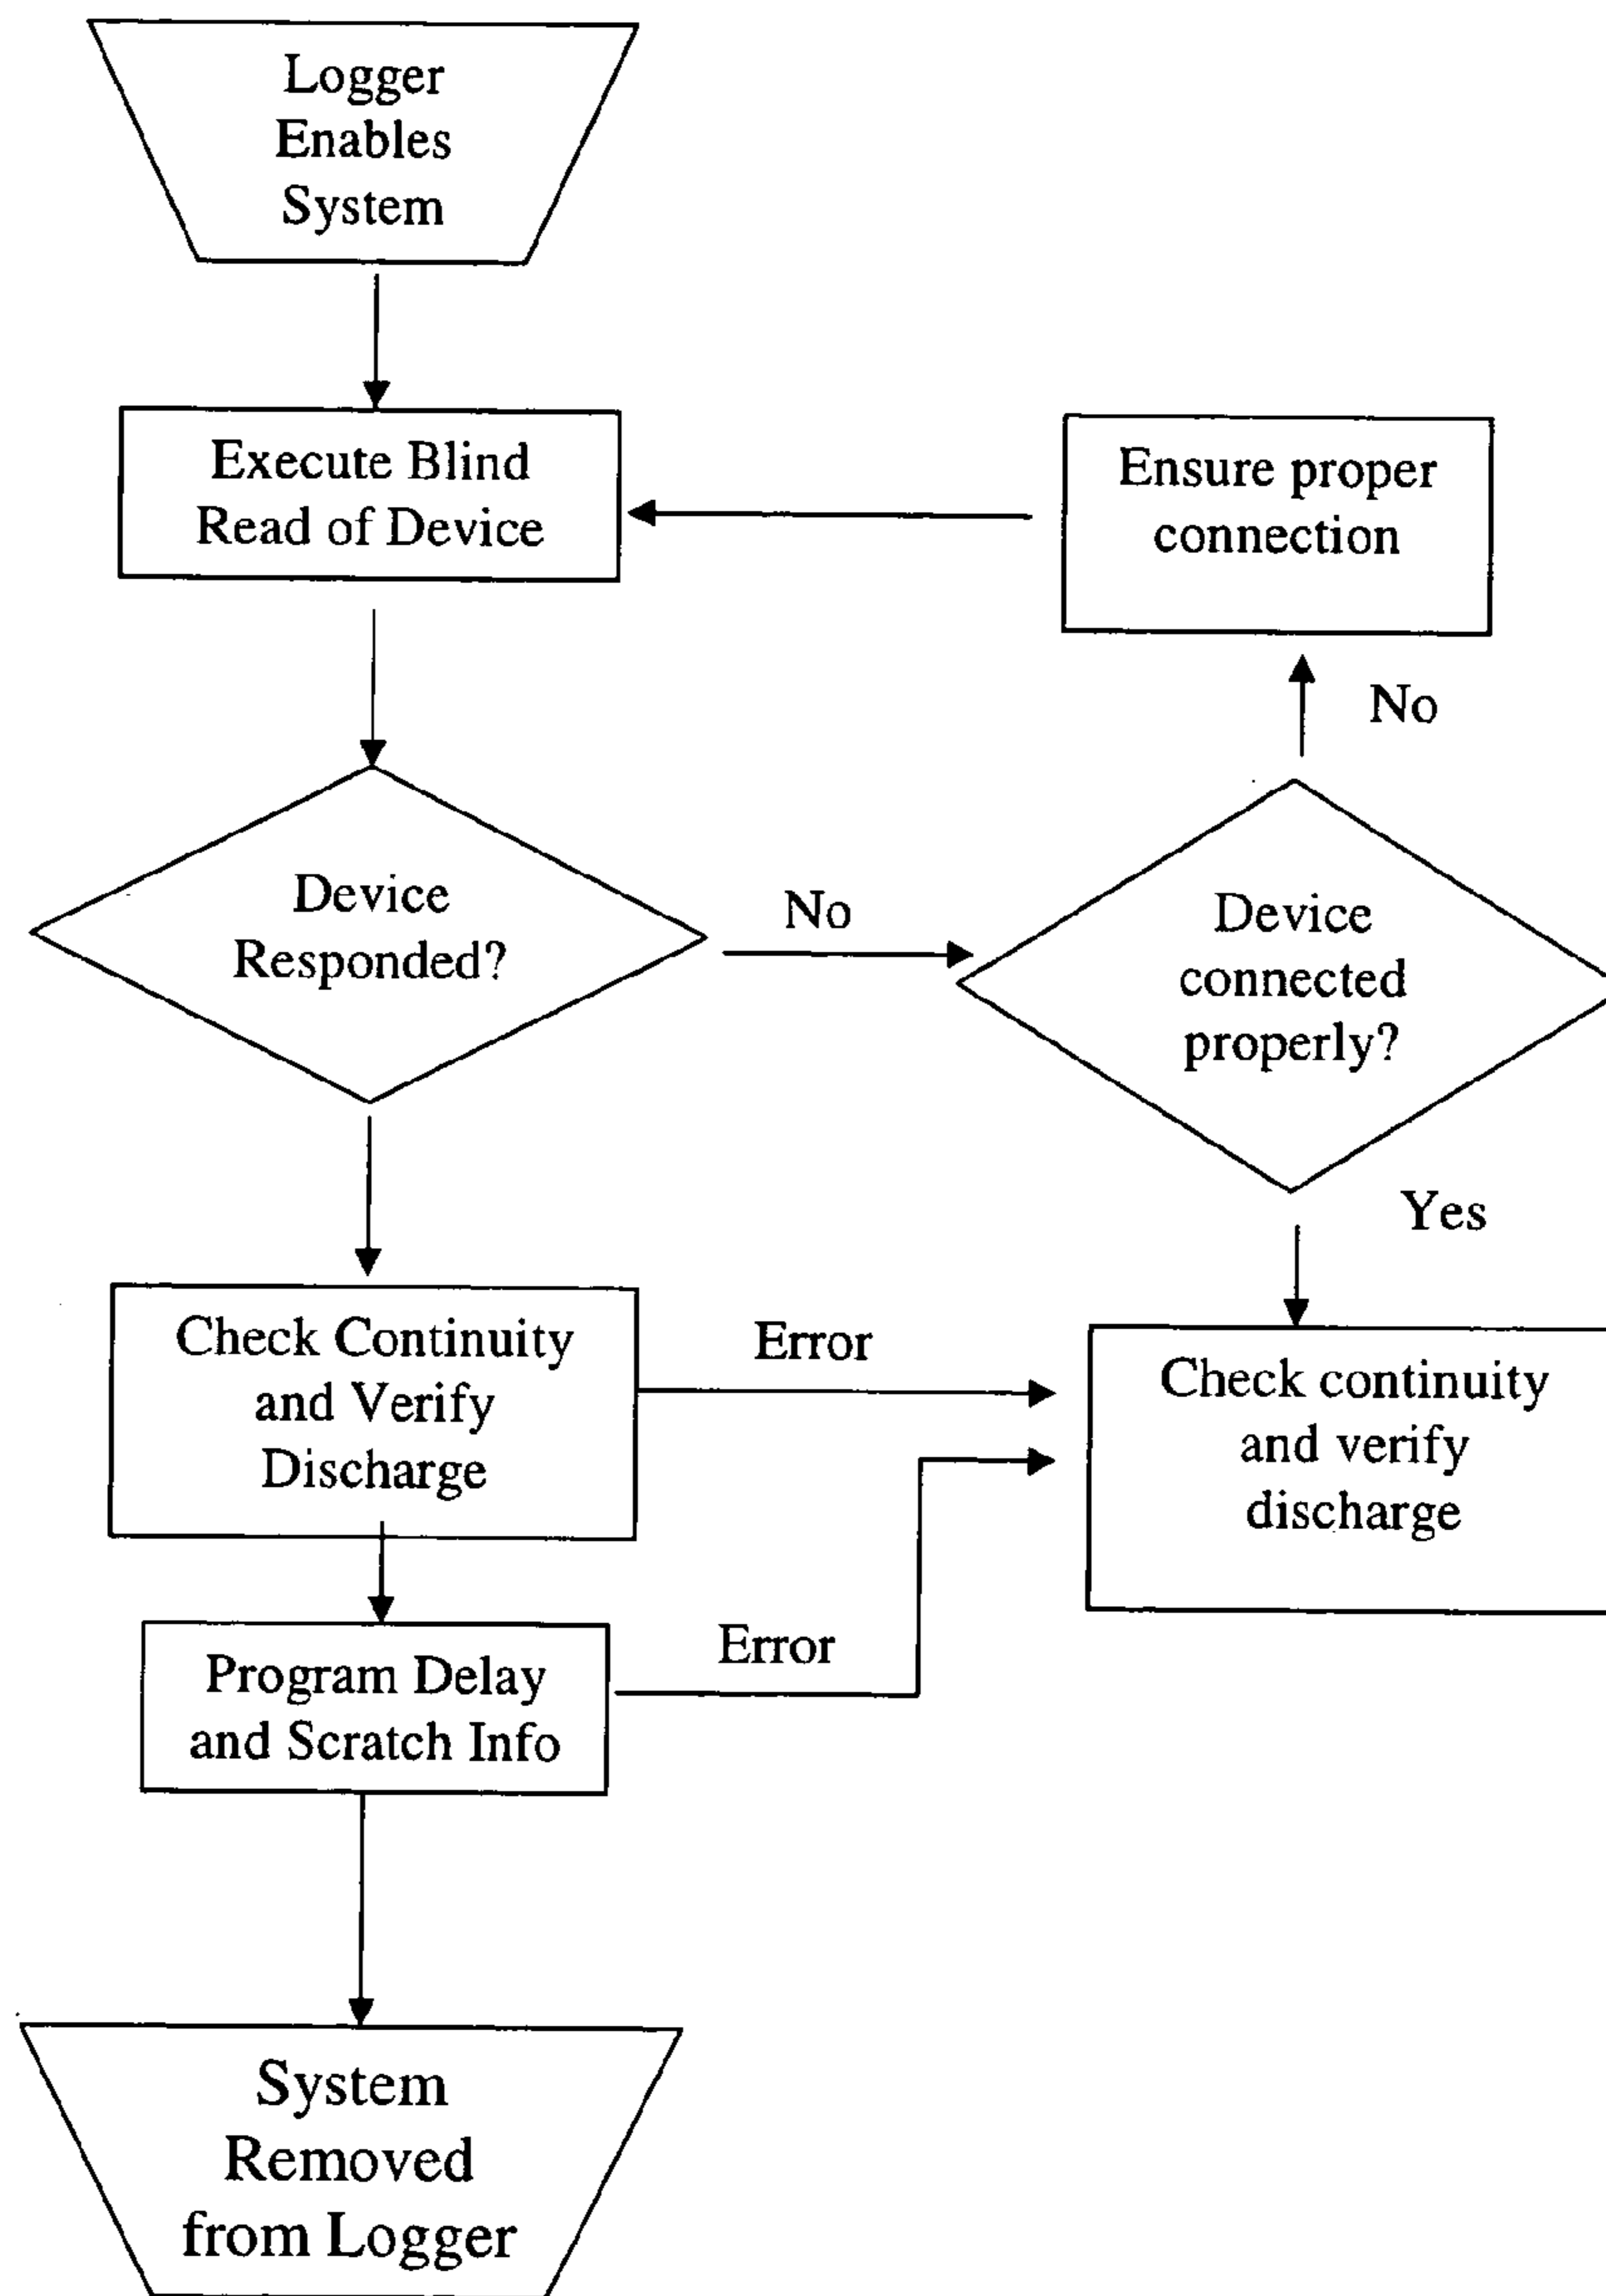 Logger
Enables
System
Execute Blind
Read of Device
Ensure proper
connection
No
Device
Responded?
No
Device
connected
properly?
Yes
Check Continuity
and Verify
Discharge
Error
Check continuity
and verify
discharge
Program Delay
and Scratch Info
Error
System
Removed
from Logger